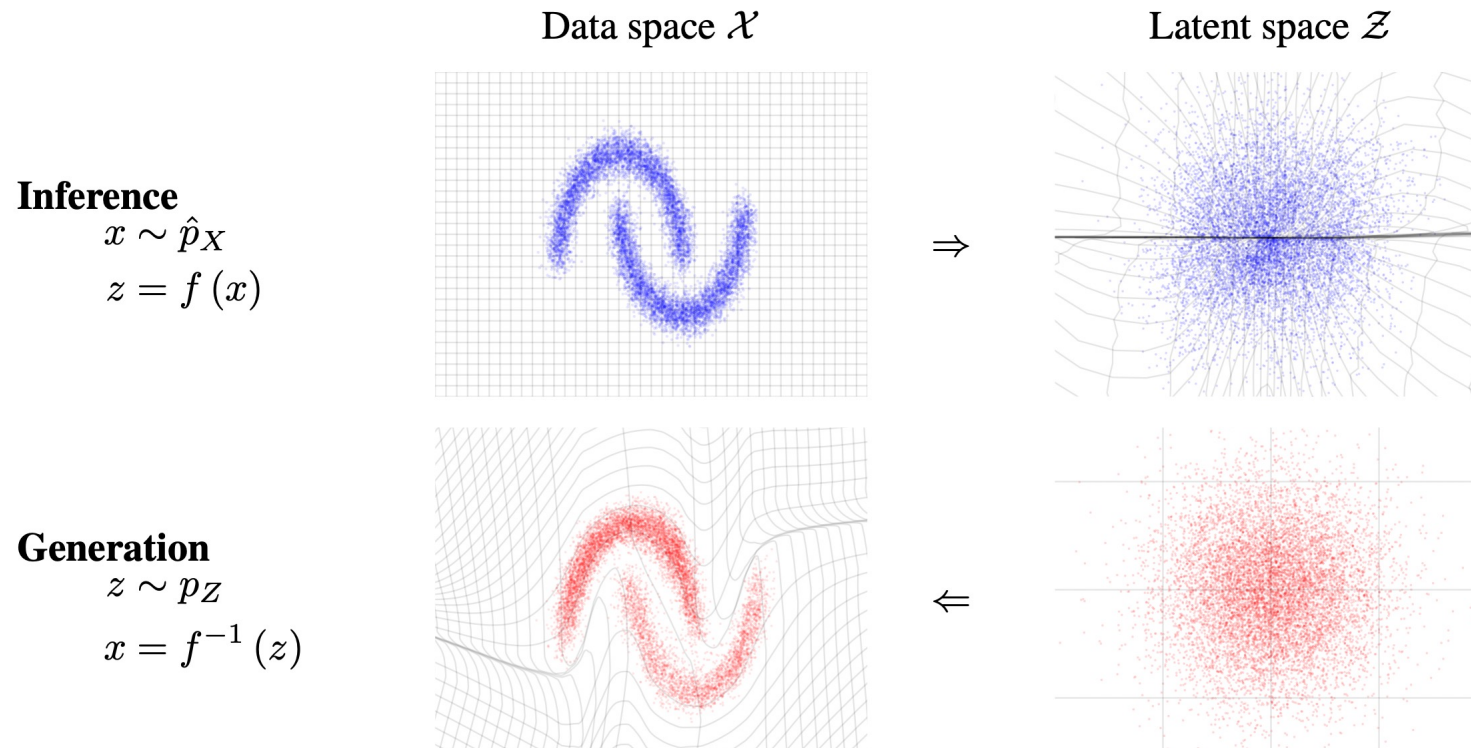 Data space 𝒳
Latent space 𝒵
Inference
x ∼ p̂_X
z = f (x)
⇒
Generation
z ∼ p_Z
x = f⁻¹ (z)
⇐